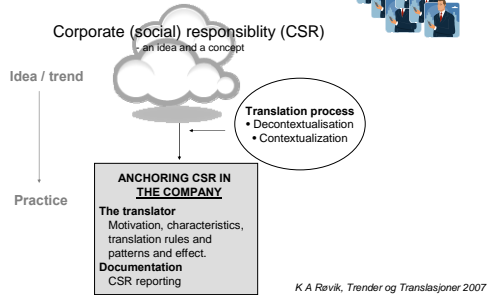 Corporate (social) responsiblity (CSR)
- an idea and a concept
Idea / trend
Translation process
• Decontextualisation
• Contextualization
ANCHORING CSR IN
THE COMPANY
Practice
The translator
Motivation, characteristics,
translation rules and
patterns and effect.
Documentation
CSR reporting
K A Røvik, Trender og Translasjoner 2007